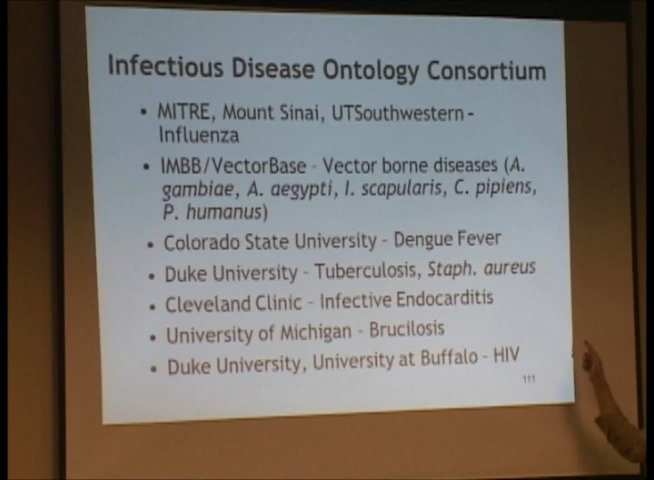 Infectious Disease Ontology Consortium
• MITRE, Mount Sinai, UTSouthwestern -
Influenza
• IMBB/VectorBase - Vector borne diseases (A.
gambiae, A. aegypti, I. scapularis, C. pipiens,
P. humanus)
• Colorado State University - Dengue Fever
• Duke University - Tuberculosis, Staph. aureus
• Cleveland Clinic - Infective Endocarditis
• University of Michigan - Brucilosis
• Duke University, University at Buffalo - HIV
111